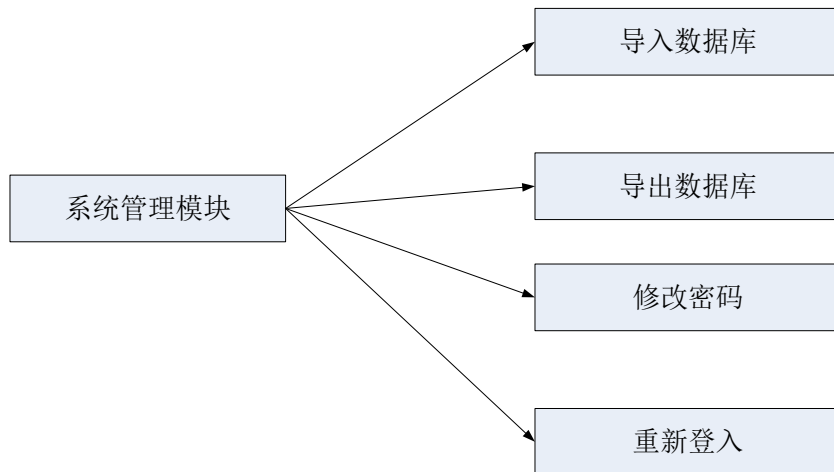 导入数据库
导出数据库
系统管理模块
修改密码
重新登入